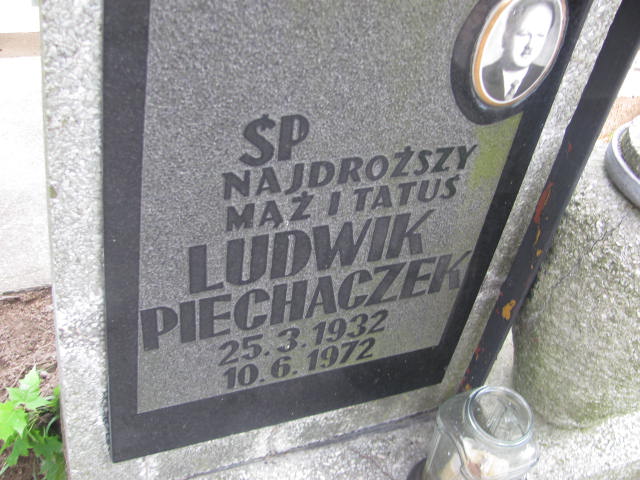 ŚP
NAJDROŻSZY
MĄŻ I TATUŚ
LUDWIK
PIECHACZEK
25.3.1932
10.6.1972